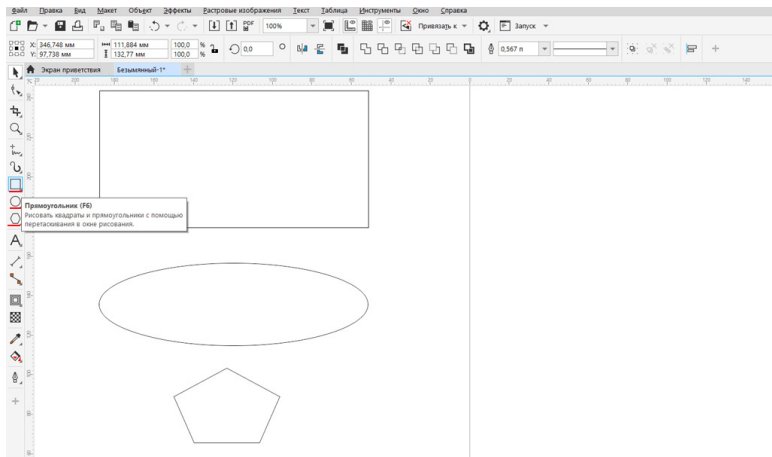 Файл Правка Вид Макет Объект Эффекты Растровые изображения Текст Таблица Инструменты Окно Справка
PDF 100% Привязать к Запуск
X: 346,748 мм 111,884 мм 100,0 % 0,0 0,567 п
Y: 97,738 мм 132,77 мм 100,0 %
Экран приветствия Безымянный-1*
Прямоугольник (F6)
Рисовать квадраты и прямоугольники с помощью
перетаскивания в окне рисования.